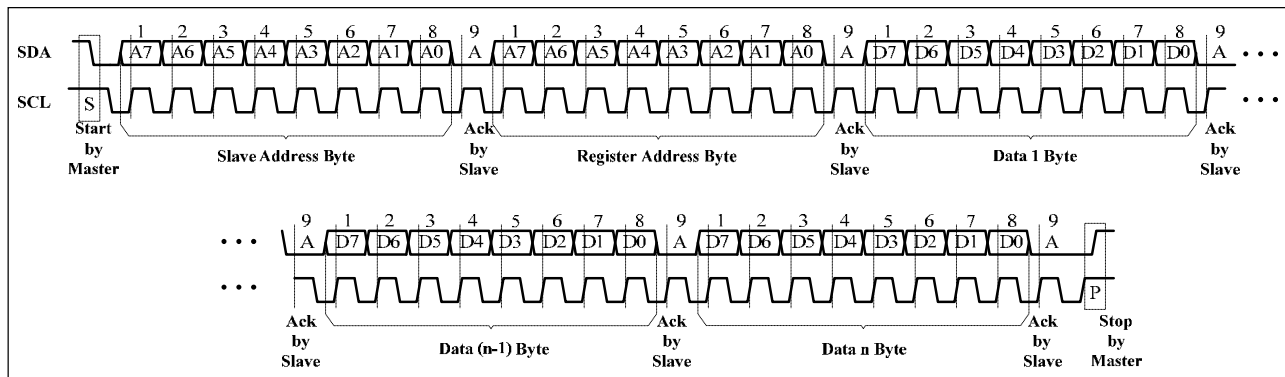 1 2 3 4 5 6 7 8 9 1 2 3 4 5 6 7 8 9 1 2 3 4 5 6 7 8 9
SDA A7 A6 A5 A4 A3 A2 A1 A0 A A7 A6 A5 A4 A3 A2 A1 A0 A D7 D6 D5 D4 D3 D2 D1 D0 A • • •
SCL S • • •
Start by Master
Slave Address Byte
Ack by Slave
Register Address Byte
Ack by Slave
Data 1 Byte
Ack by Slave
9 1 2 3 4 5 6 7 8 9 1 2 3 4 5 6 7 8 9
• • • A D7 D6 D5 D4 D3 D2 D1 D0 A D7 D6 D5 D4 D3 D2 D1 D0 A
• • • P
Ack by Slave
Data (n-1) Byte
Ack by Slave
Data n Byte
Ack by Slave
Stop by Master